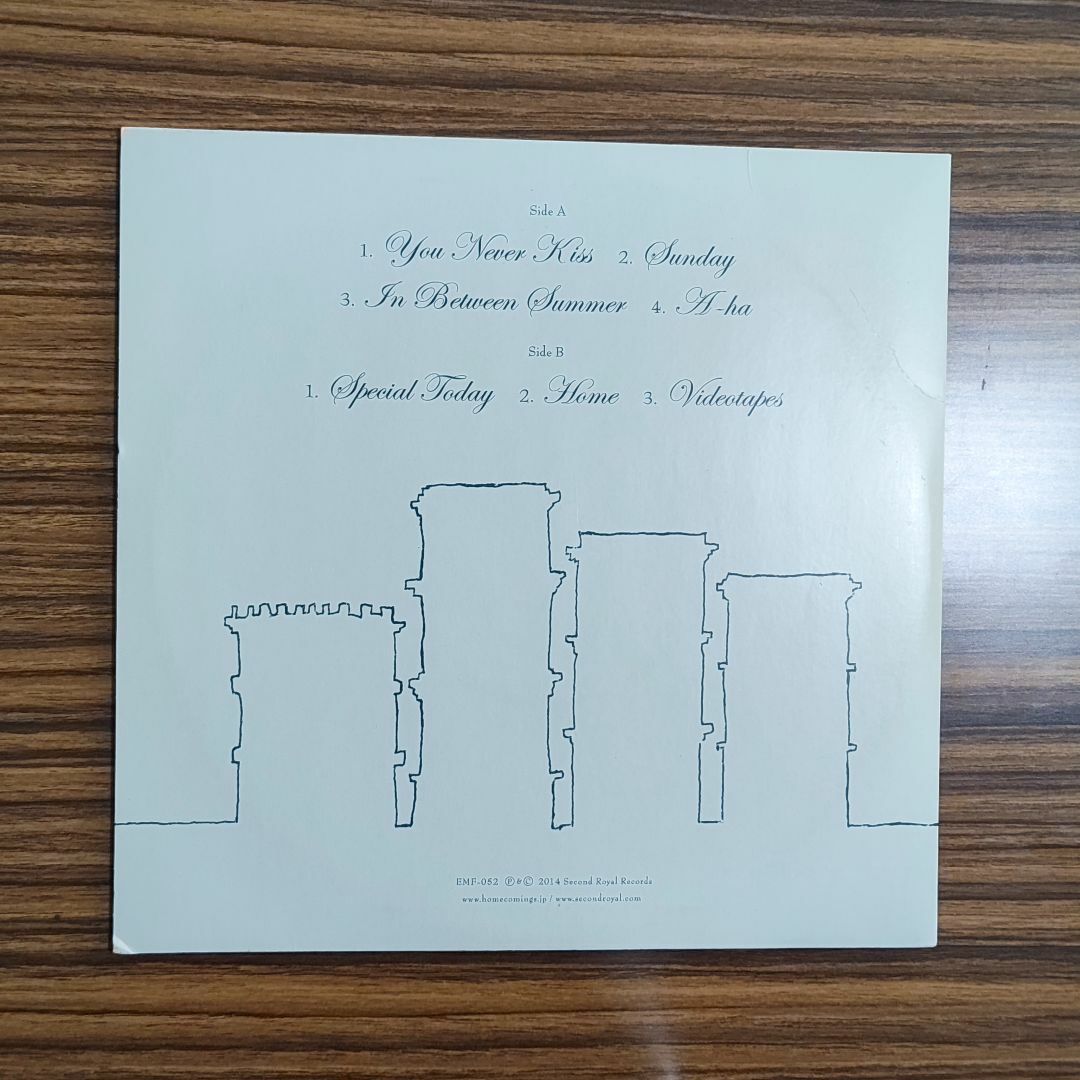 Side A
1. You Never Kiss 2. Sunday
3. In Between Summer 4. A-ha
Side B
1. Special Today 2. Home 3. Videotapes
EMF-052 Ⓟ&Ⓒ 2014 Second Royal Records
www.homecomings.jp / www.secondroyal.com